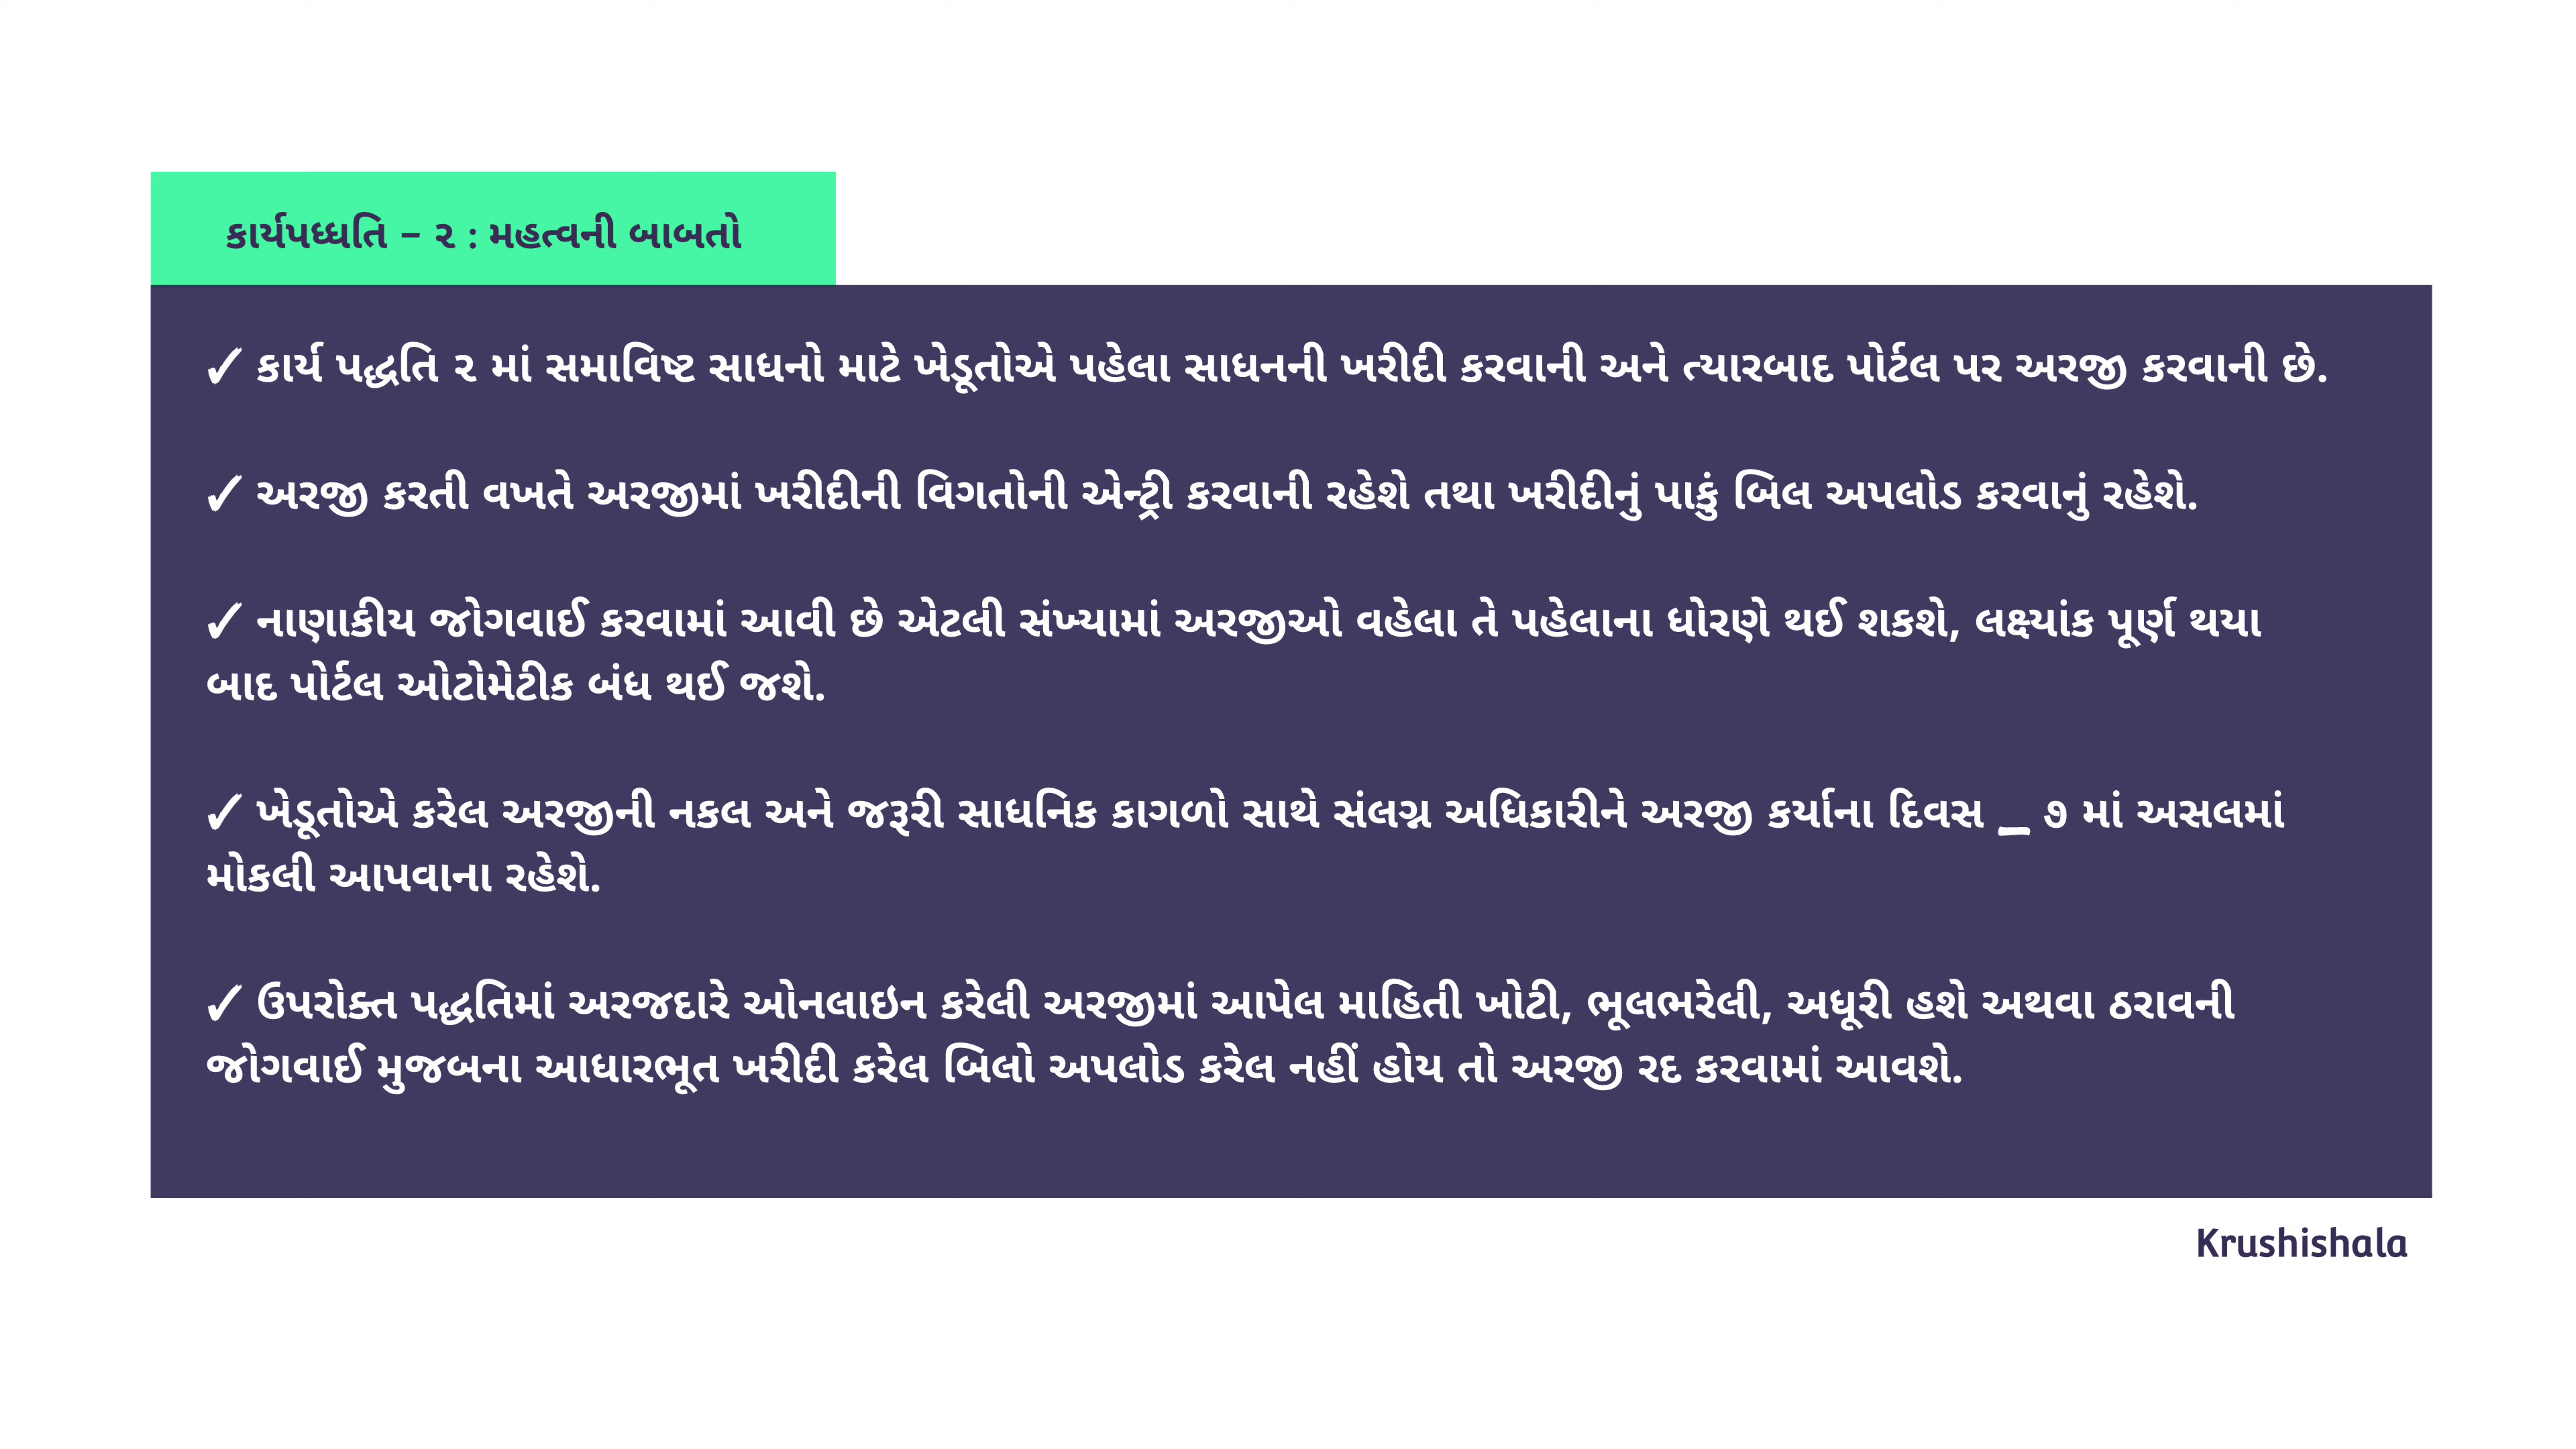 કાર્યપધ્ધતિ – ૨ : મહત્વની બાબતો
✓ કાર્ય પદ્ધતિ ૨ માં સમાવિષ્ટ સાધનો માટે ખેડૂતોએ પહેલા સાધનની ખરીદી કરવાની અને ત્યારબાદ પોર્ટલ પર અરજી કરવાની છે.
✓ અરજી કરતી વખતે અરજીમાં ખરીદીની વિગતોની એન્ટ્રી કરવાની રહેશે તથા ખરીદીનું પાકું બિલ અપલોડ કરવાનું રહેશે.
✓ નાણાકીય જોગવાઈ કરવામાં આવી છે એટલી સંખ્યામાં અરજીઓ વહેલા તે પહેલાના ધોરણે થઈ શકશે, લક્ષ્યાંક પૂર્ણ થયા
બાદ પોર્ટલ ઓટોમેટીક બંધ થઈ જશે.
✓ ખેડૂતોએ કરેલ અરજીની નકલ અને જરૂરી સાધનિક કાગળો સાથે સંલગ્ન અધિકારીને અરજી કર્યાના દિવસ _ ૭ માં અસલમાં
મોકલી આપવાના રહેશે.
✓ ઉપરોક્ત પદ્ધતિમાં અરજદારે ઓનલાઇન કરેલી અરજીમાં આપેલ માહિતી ખોટી, ભૂલભરેલી, અધૂરી હશે અથવા ઠરાવની
જોગવાઈ મુજબના આધારભૂત ખરીદી કરેલ બિલો અપલોડ કરેલ નહીં હોય તો અરજી રદ કરવામાં આવશે.
Krushishala